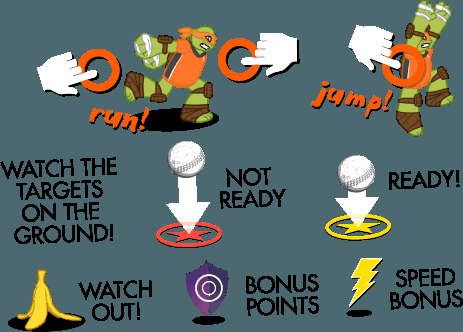 run!
jump!
WATCH THE
TARGETS
ON THE
GROUND!
NOT
READY
READY!
WATCH
OUT!
BONUS
POINTS
SPEED
BONUS